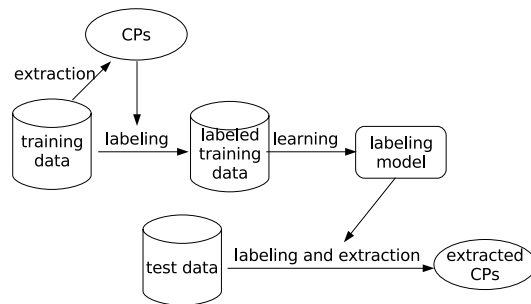 CPs
extraction
training
data
labeling
labeled
training
data
learning
labeling
model
test data
labeling and extraction
extracted
CPs